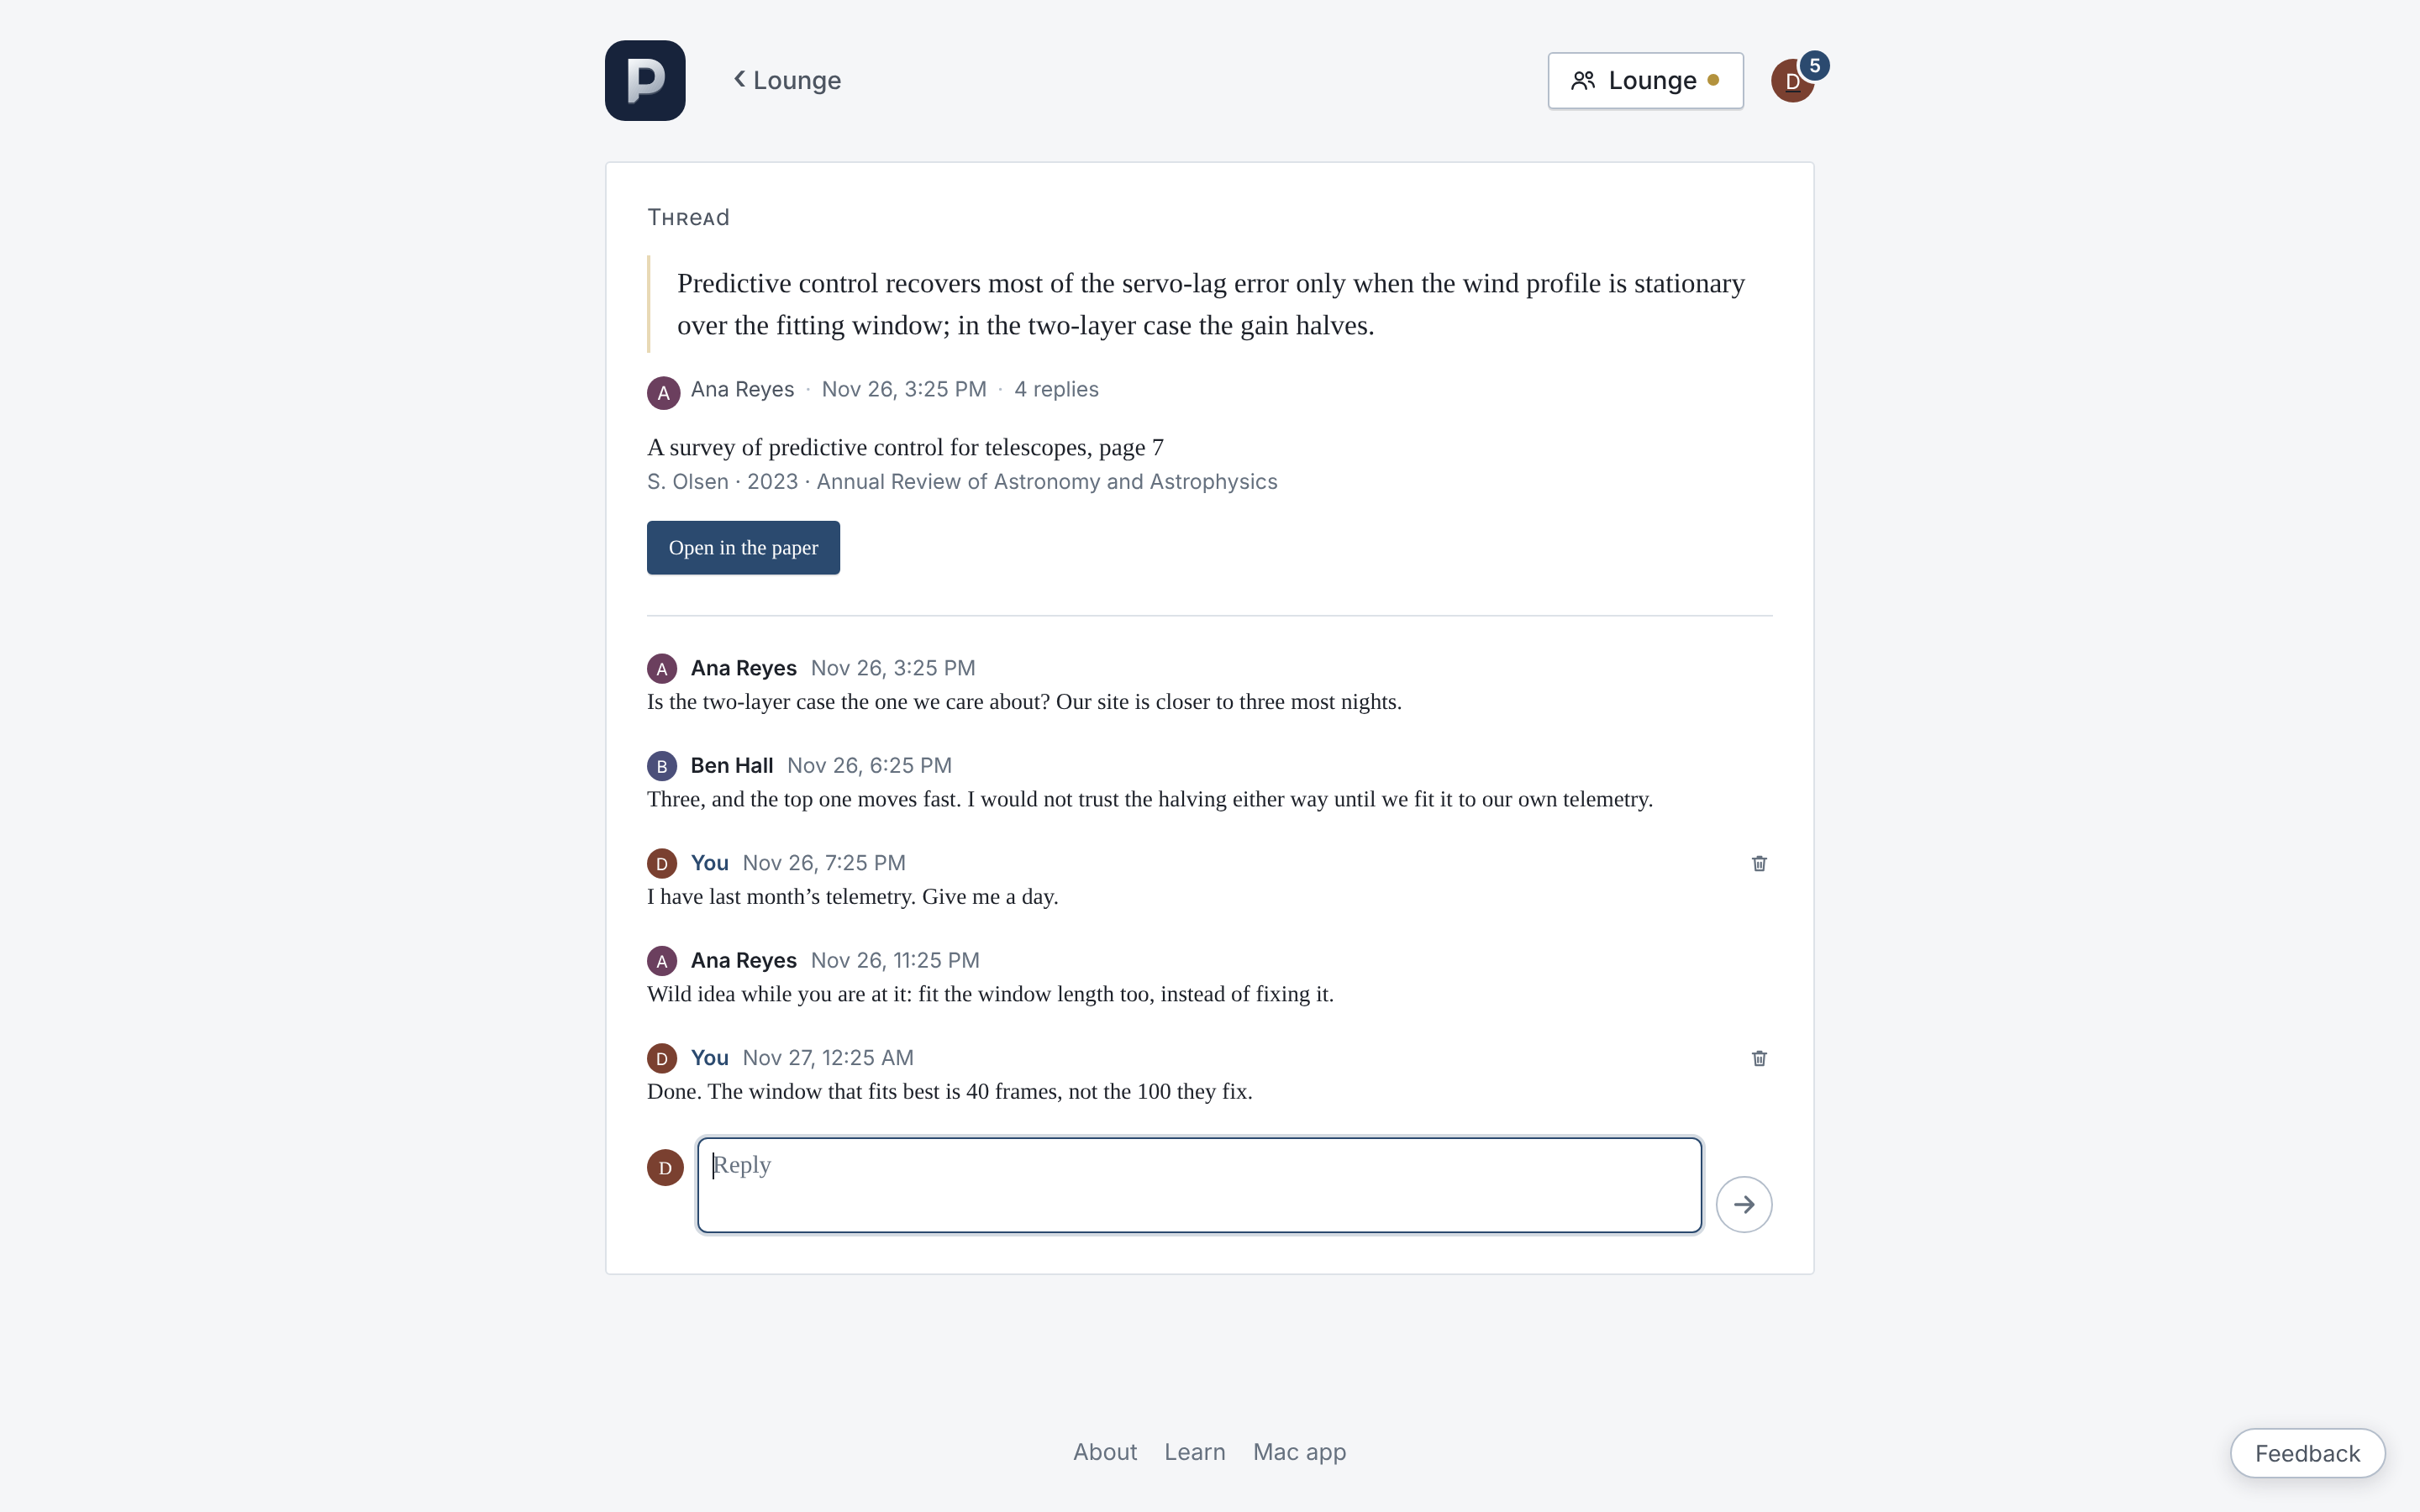 P
Lounge
Lounge
D
5
Thread
Predictive control recovers most of the servo-lag error only when the wind profile is stationary
over the fitting window; in the two-layer case the gain halves.
A Ana Reyes · Nov 26, 3:25 PM · 4 replies
A survey of predictive control for telescopes, page 7
S. Olsen · 2023 · Annual Review of Astronomy and Astrophysics
Open in the paper
A Ana Reyes Nov 26, 3:25 PM
Is the two-layer case the one we care about? Our site is closer to three most nights.
B Ben Hall Nov 26, 6:25 PM
Three, and the top one moves fast. I would not trust the halving either way until we fit it to our own telemetry.
D You Nov 26, 7:25 PM
I have last month’s telemetry. Give me a day.
A Ana Reyes Nov 26, 11:25 PM
Wild idea while you are at it: fit the window length too, instead of fixing it.
D You Nov 27, 12:25 AM
Done. The window that fits best is 40 frames, not the 100 they fix.
D Reply
About Learn Mac app
Feedback